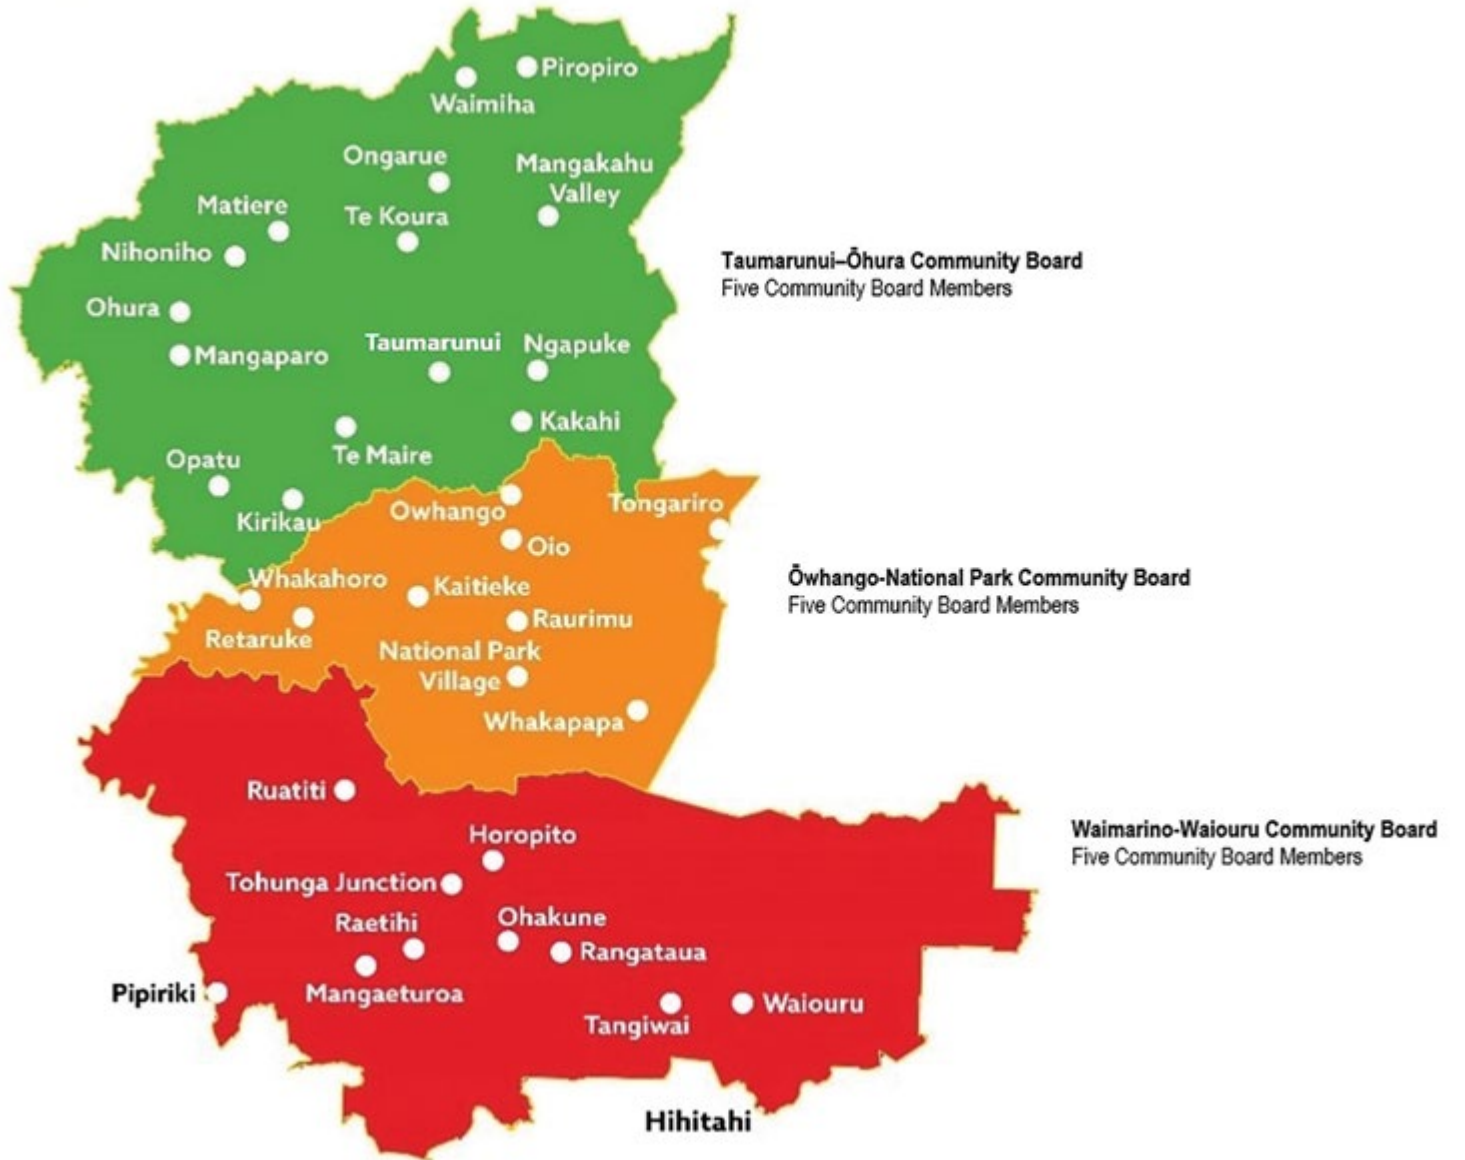 Piropiro
Waimiha
Ongarue
Mangakahu
Valley
Matiere
Te Koura
Nihoniho
Taumarunui–Ōhura Community Board
Five Community Board Members
Ohura
Taumarunui
Ngapuke
Mangaparo
Kakahi
Te Maire
Opatu
Kirikau
Owhango
Tongariro
Oio
Whakahoro
Kaitieke
Ōwhango-National Park Community Board
Five Community Board Members
Raurimu
Retaruke
National Park
Village
Whakapapa
Ruatiti
Horopito
Waimarino-Waiouru Community Board
Five Community Board Members
Tohunga Junction
Raetihi
Ohakune
Rangataua
Pipiriki
Mangaeturoa
Waiouru
Tangiwai
Hihitahi